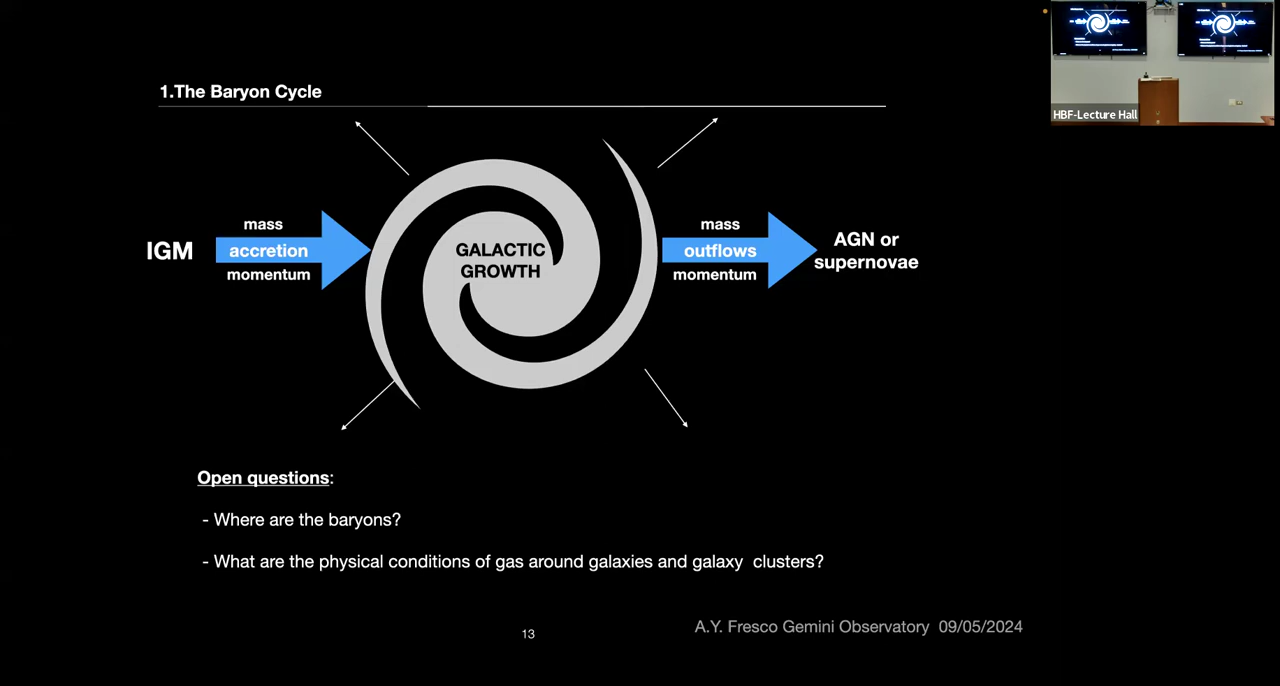 1.The Baryon Cycle
IGM
mass
accretion
momentum
GALACTIC
GROWTH
mass
outflows
momentum
AGN or
supernovae
Open questions:
- Where are the baryons?
- What are the physical conditions of gas around galaxies and galaxy  clusters?
13
A.Y. Fresco Gemini Observatory  09/05/2024
HBF-Lecture Hall